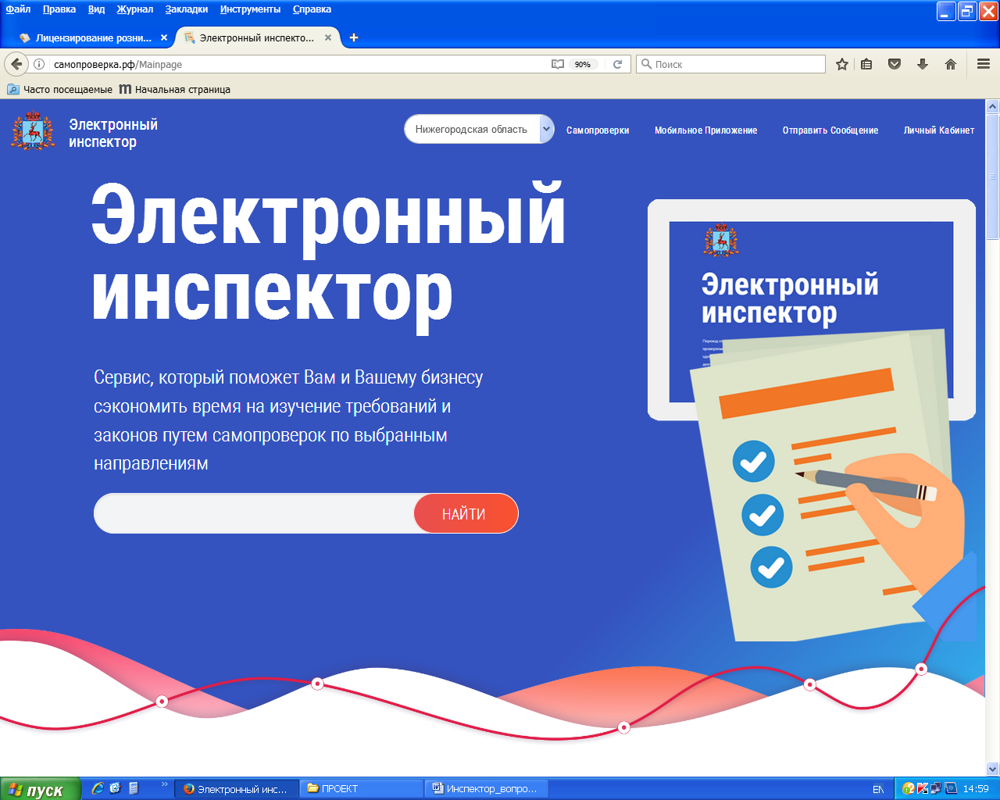 Файл Правка Вид Журнал Закладки Инструменты Справка
Лицензирование розни... Электронный инспекто...
самопроверка.рф/Mainpage 90% Поиск
Часто посещаемые Начальная страница
Электронный
инспектор
Нижегородская область
Самопроверки Мобильное Приложение Отправить Сообщение Личный Кабинет
Электронный
инспектор
Сервис, который поможет Вам и Вашему бизнесу
сэкономить время на изучение требований и
законов путем самопроверок по выбранным
направлениям
НАЙТИ
Электронный
инспектор
пуск Электронный инс... ПРОЕКТ Инспектор_вопро... EN 14:59